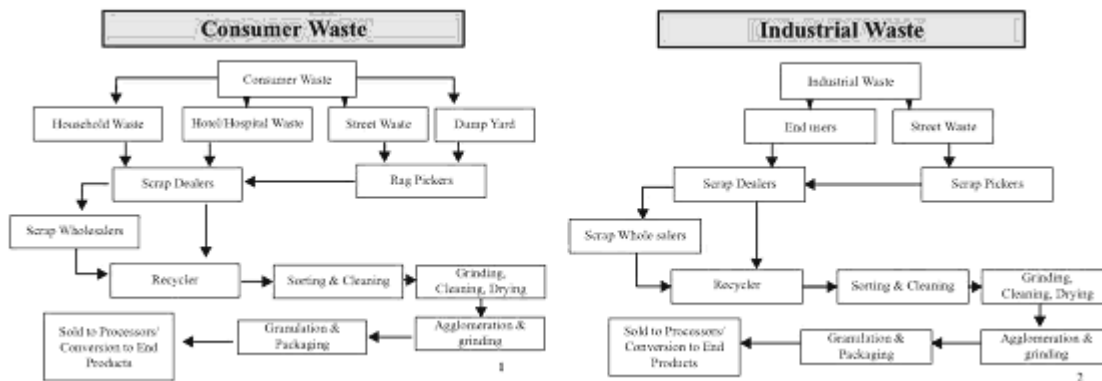 Consumer Waste
Consumer Waste
Household Waste
Hotel/Hospital Waste
Street Waste
Dump Yard
Scrap Dealers
Rag Pickers
Scrap Wholesalers
Recycler
Sorting & Cleaning
Grinding,
Cleaning, Drying
Sold to Processors/
Conversion to End
Products
Granulation &
Packaging
Agglomeration &
grinding
1
Industrial Waste
Industrial Waste
End users
Street Waste
Scrap Dealers
Scrap Pickers
Scrap Whole salers
Recycler
Sorting & Cleaning
Grinding,
Cleaning, Drying
Sold to Processors/
Conversion to End
Products
Granulation &
Packaging
Agglomeration
& grinding
2